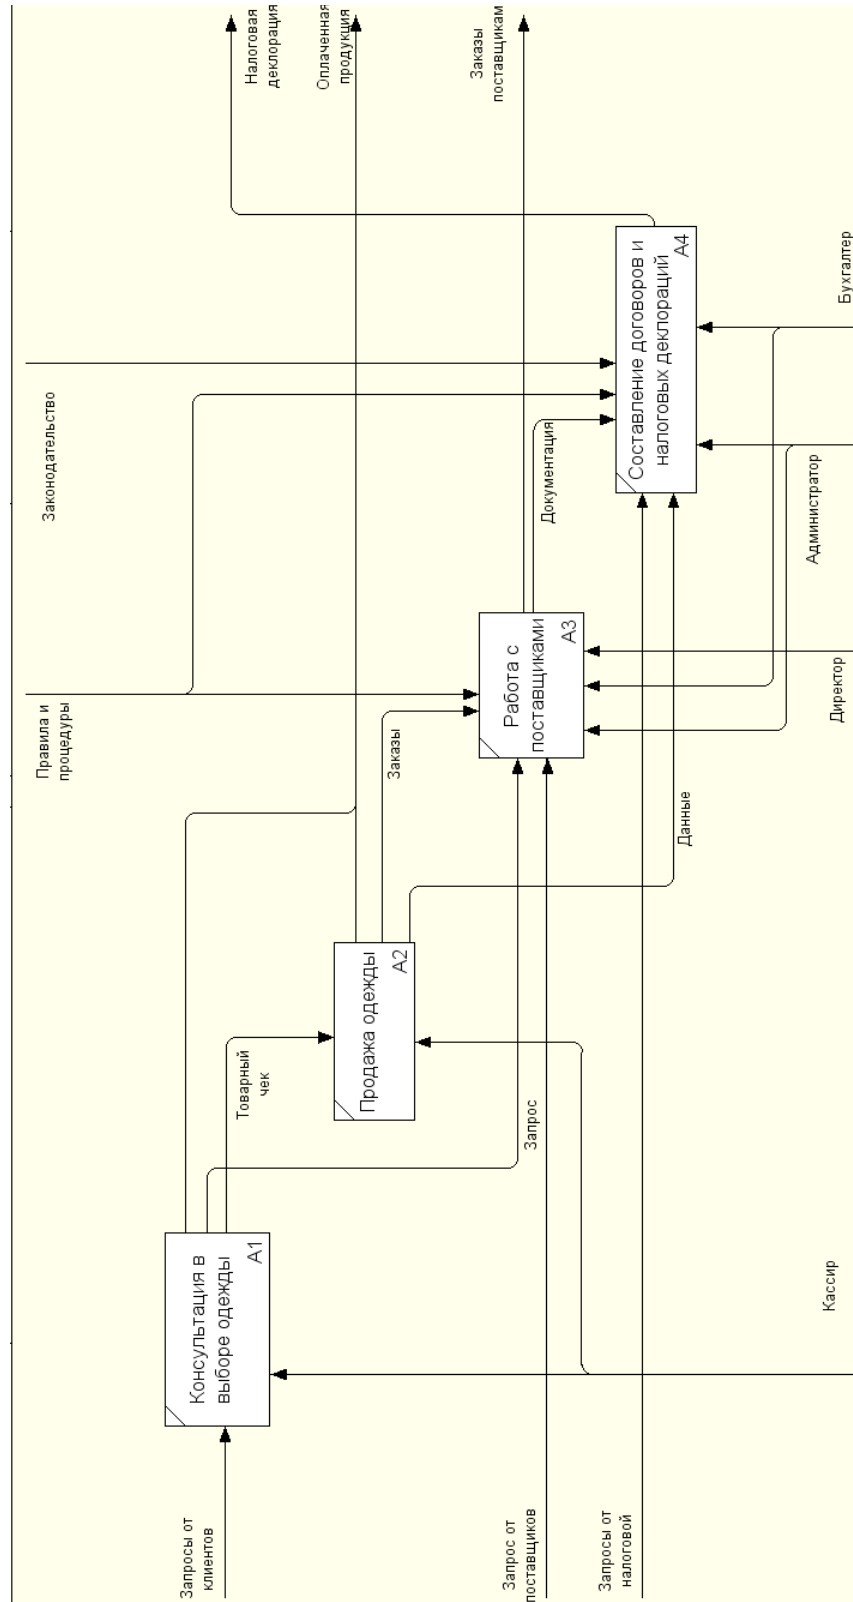 Запросы от
клиентов
Запрос от
поставщиков
Запросы от
налоговой
Консультация в
выборе одежды
A1
Товарный
чек
Запрос
Кассир
Продажа одежды
A2
Правила и
процедуры
Заказы
Данные
Работа с
поставщиками
A3
Директор
Законодательство
Документация
Администратор
Составление договоров и
налоговых деклораций
A4
Бухгалтер
Налоговая
деклорация
Оплаченная
продукция
Заказы
поставщикам